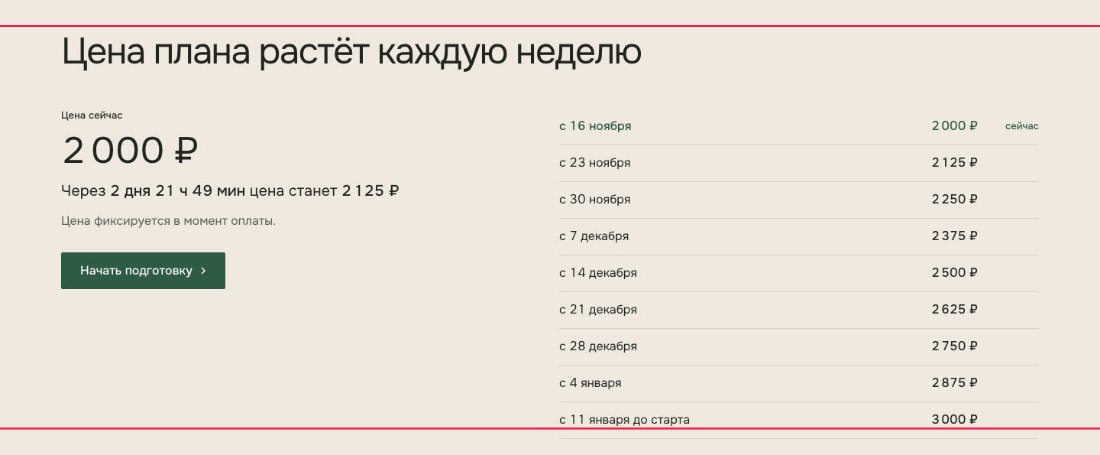 Цена плана растёт каждую неделю
Цена сейчас
2 000 ₽
Через 2 дня 21 ч 49 мин цена станет 2 125 ₽
Цена фиксируется в момент оплаты.
Начать подготовку ›
с 16 ноября 2 000 ₽ сейчас
с 23 ноября 2 125 ₽
с 30 ноября 2 250 ₽
с 7 декабря 2 375 ₽
с 14 декабря 2 500 ₽
с 21 декабря 2 625 ₽
с 28 декабря 2 750 ₽
с 4 января 2 875 ₽
с 11 января до старта 3 000 ₽